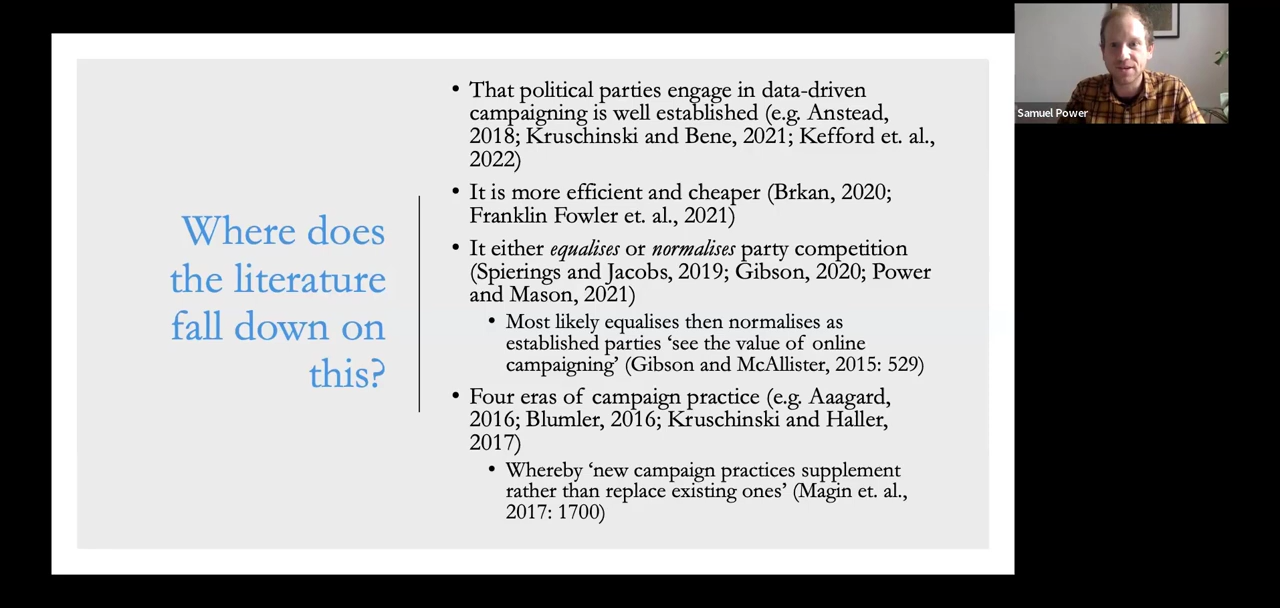 Where does
the literature
fall down on
this?
• That political parties engage in data-driven
campaigning is well established (e.g. Anstead,
2018; Kruschinski and Bene, 2021; Kefford et. al.,
2022)
• It is more efficient and cheaper (Brkan, 2020;
Franklin Fowler et. al., 2021)
• It either equalises or normalises party competition
(Spierings and Jacobs, 2019; Gibson, 2020; Power
and Mason, 2021)
• Most likely equalises then normalises as
established parties ‘see the value of online
campaigning’ (Gibson and McAllister, 2015: 529)
• Four eras of campaign practice (e.g. Aaagard,
2016; Blumler, 2016; Kruschinski and Haller,
2017)
• Whereby ‘new campaign practices supplement
rather than replace existing ones’ (Magin et. al.,
2017: 1700)
Samuel Power